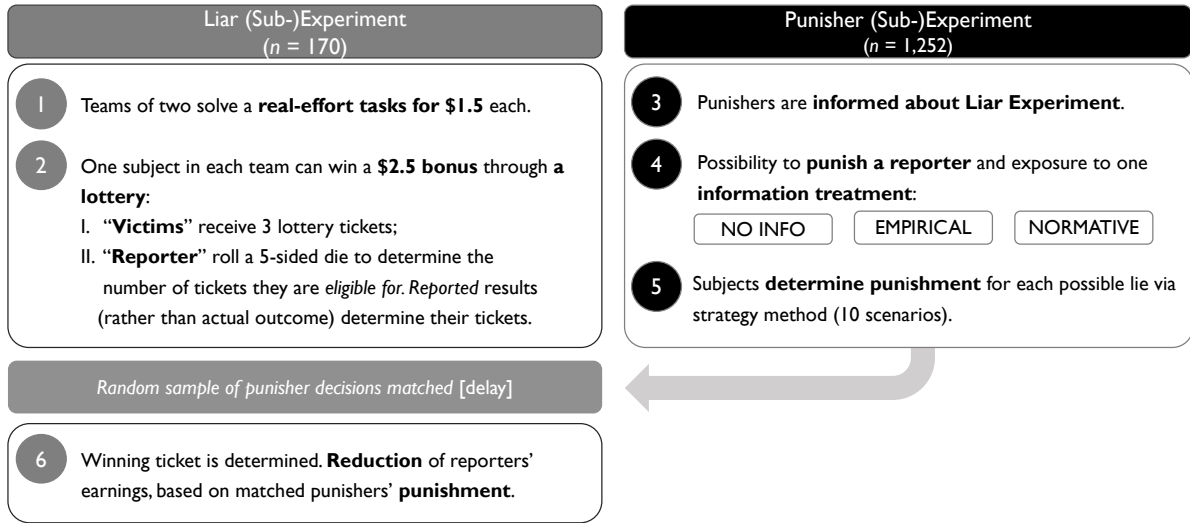 Liar (Sub-)Experiment
(n = 170)
1
Teams of two solve a real-effort tasks for $1.5 each.
2
One subject in each team can win a $2.5 bonus through a
lottery:
I. “Victims” receive 3 lottery tickets;
II. “Reporter” roll a 5-sided die to determine the
number of tickets they are eligible for. Reported results
(rather than actual outcome) determine their tickets.
Random sample of punisher decisions matched [delay]
6
Winning ticket is determined. Reduction of reporters’
earnings, based on matched punishers’ punishment.
Punisher (Sub-)Experiment
(n = 1,252)
3
Punishers are informed about Liar Experiment.
4
Possibility to punish a reporter and exposure to one
information treatment:
NO INFO
EMPIRICAL
NORMATIVE
5
Subjects determine punishment for each possible lie via
strategy method (10 scenarios).